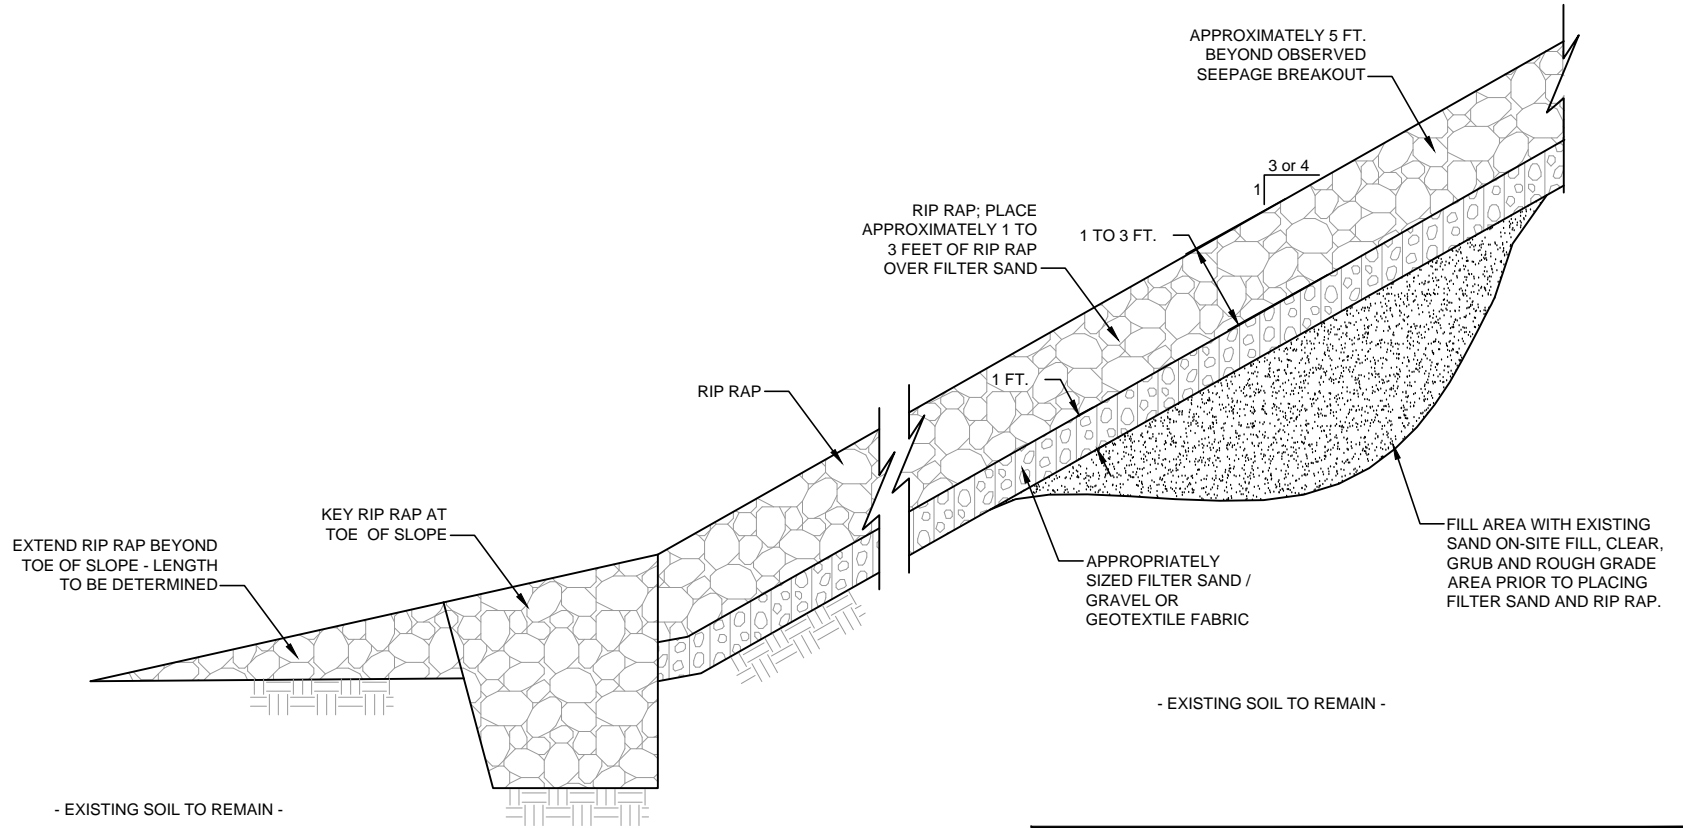 APPROXIMATELY 5 FT.
BEYOND OBSERVED
SEEPAGE BREAKOUT
3 or 4
1
RIP RAP; PLACE
APPROXIMATELY 1 TO
3 FEET OF RIP RAP
OVER FILTER SAND
1 TO 3 FT.
1 FT.
RIP RAP
KEY RIP RAP AT
TOE OF SLOPE
EXTEND RIP RAP BEYOND
TOE OF SLOPE - LENGTH
TO BE DETERMINED
APPROPRIATELY
SIZED FILTER SAND /
GRAVEL OR
GEOTEXTILE FABRIC
FILL AREA WITH EXISTING
SAND ON-SITE FILL, CLEAR,
GRUB AND ROUGH GRADE
AREA PRIOR TO PLACING
FILTER SAND AND RIP RAP.
- EXISTING SOIL TO REMAIN -
- EXISTING SOIL TO REMAIN -